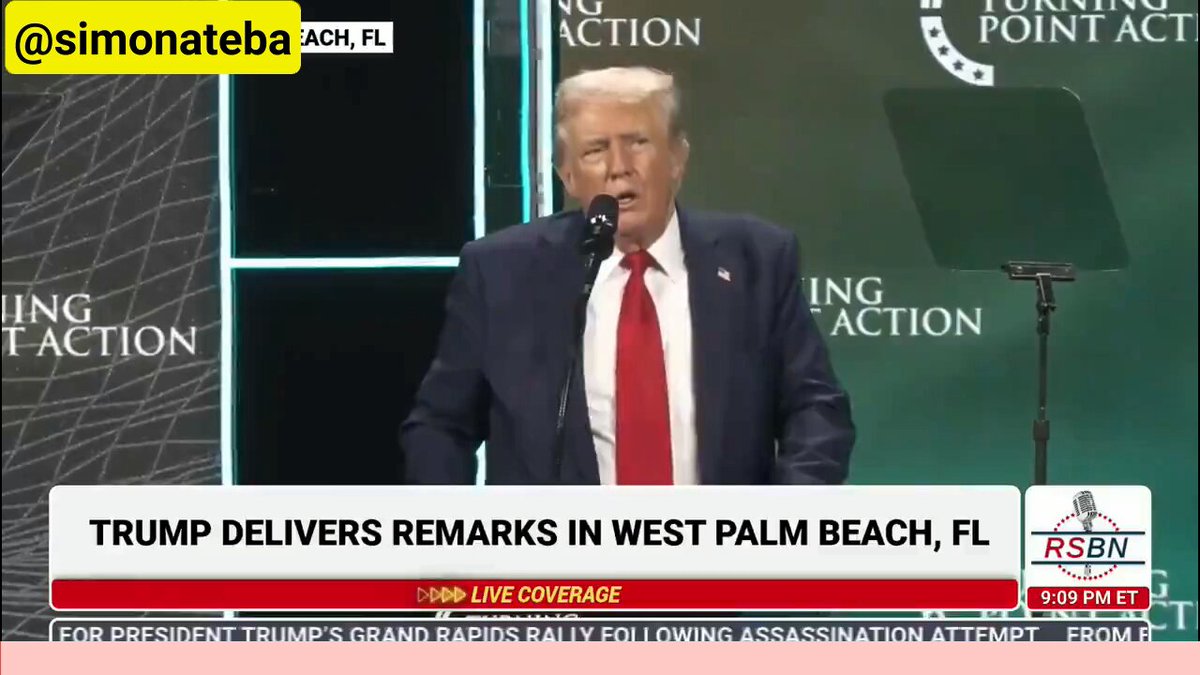 @simonateba
EACH, FL
NG
ACTION
TURNING
POINT ACTI
ING
T ACTION
ING
ACTION
TRUMP DELIVERS REMARKS IN WEST PALM BEACH, FL
LIVE COVERAGE
RSBN
9:09 PM ET
G
POINT ACT
TURNING
FOR PRESIDENT TRUMP'S GRAND RAPIDS RALLY FOLLOWING ASSASSINATION ATTEMPT FROM